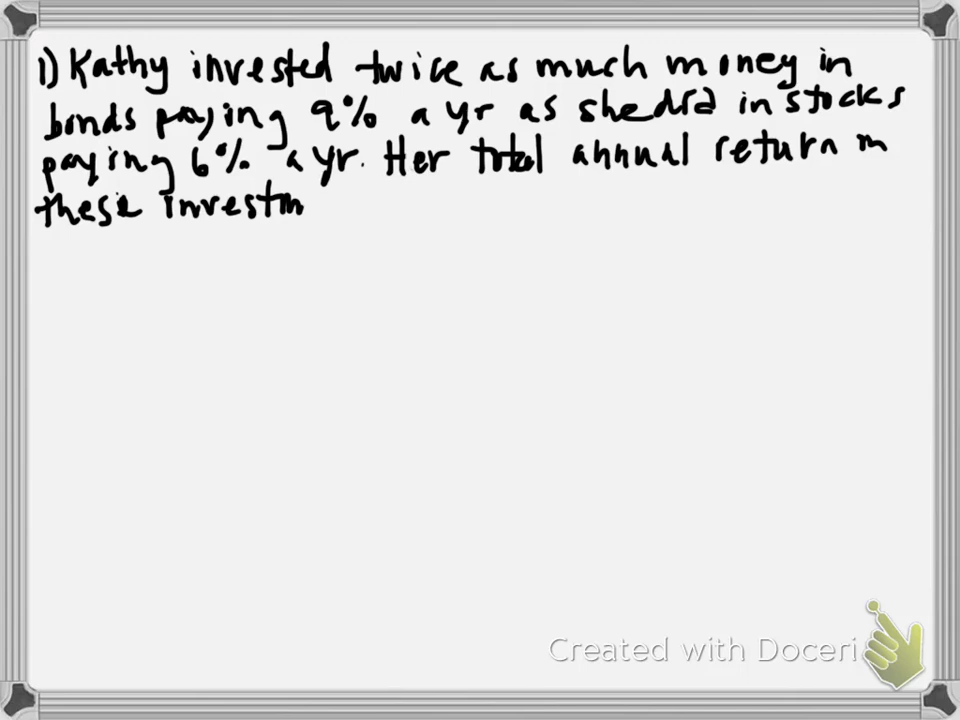 1) Kathy invested twice as much money in
bonds paying 9% a yr as she did in stocks
paying 6% a yr. Her total annual return on
these investm
Created with Doceri